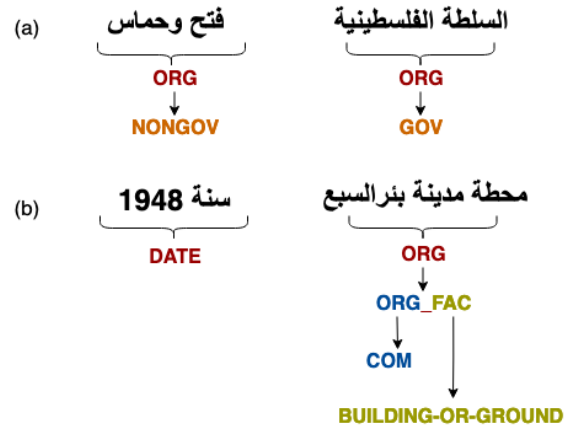 (a) السلطة الفلسطينية فتح وحماس
ORG ORG
NONGOV GOV
(b) محطة مدينة بئرالسبع سنة 1948
DATE ORG
ORG_FAC
COM
BUILDING-OR-GROUND